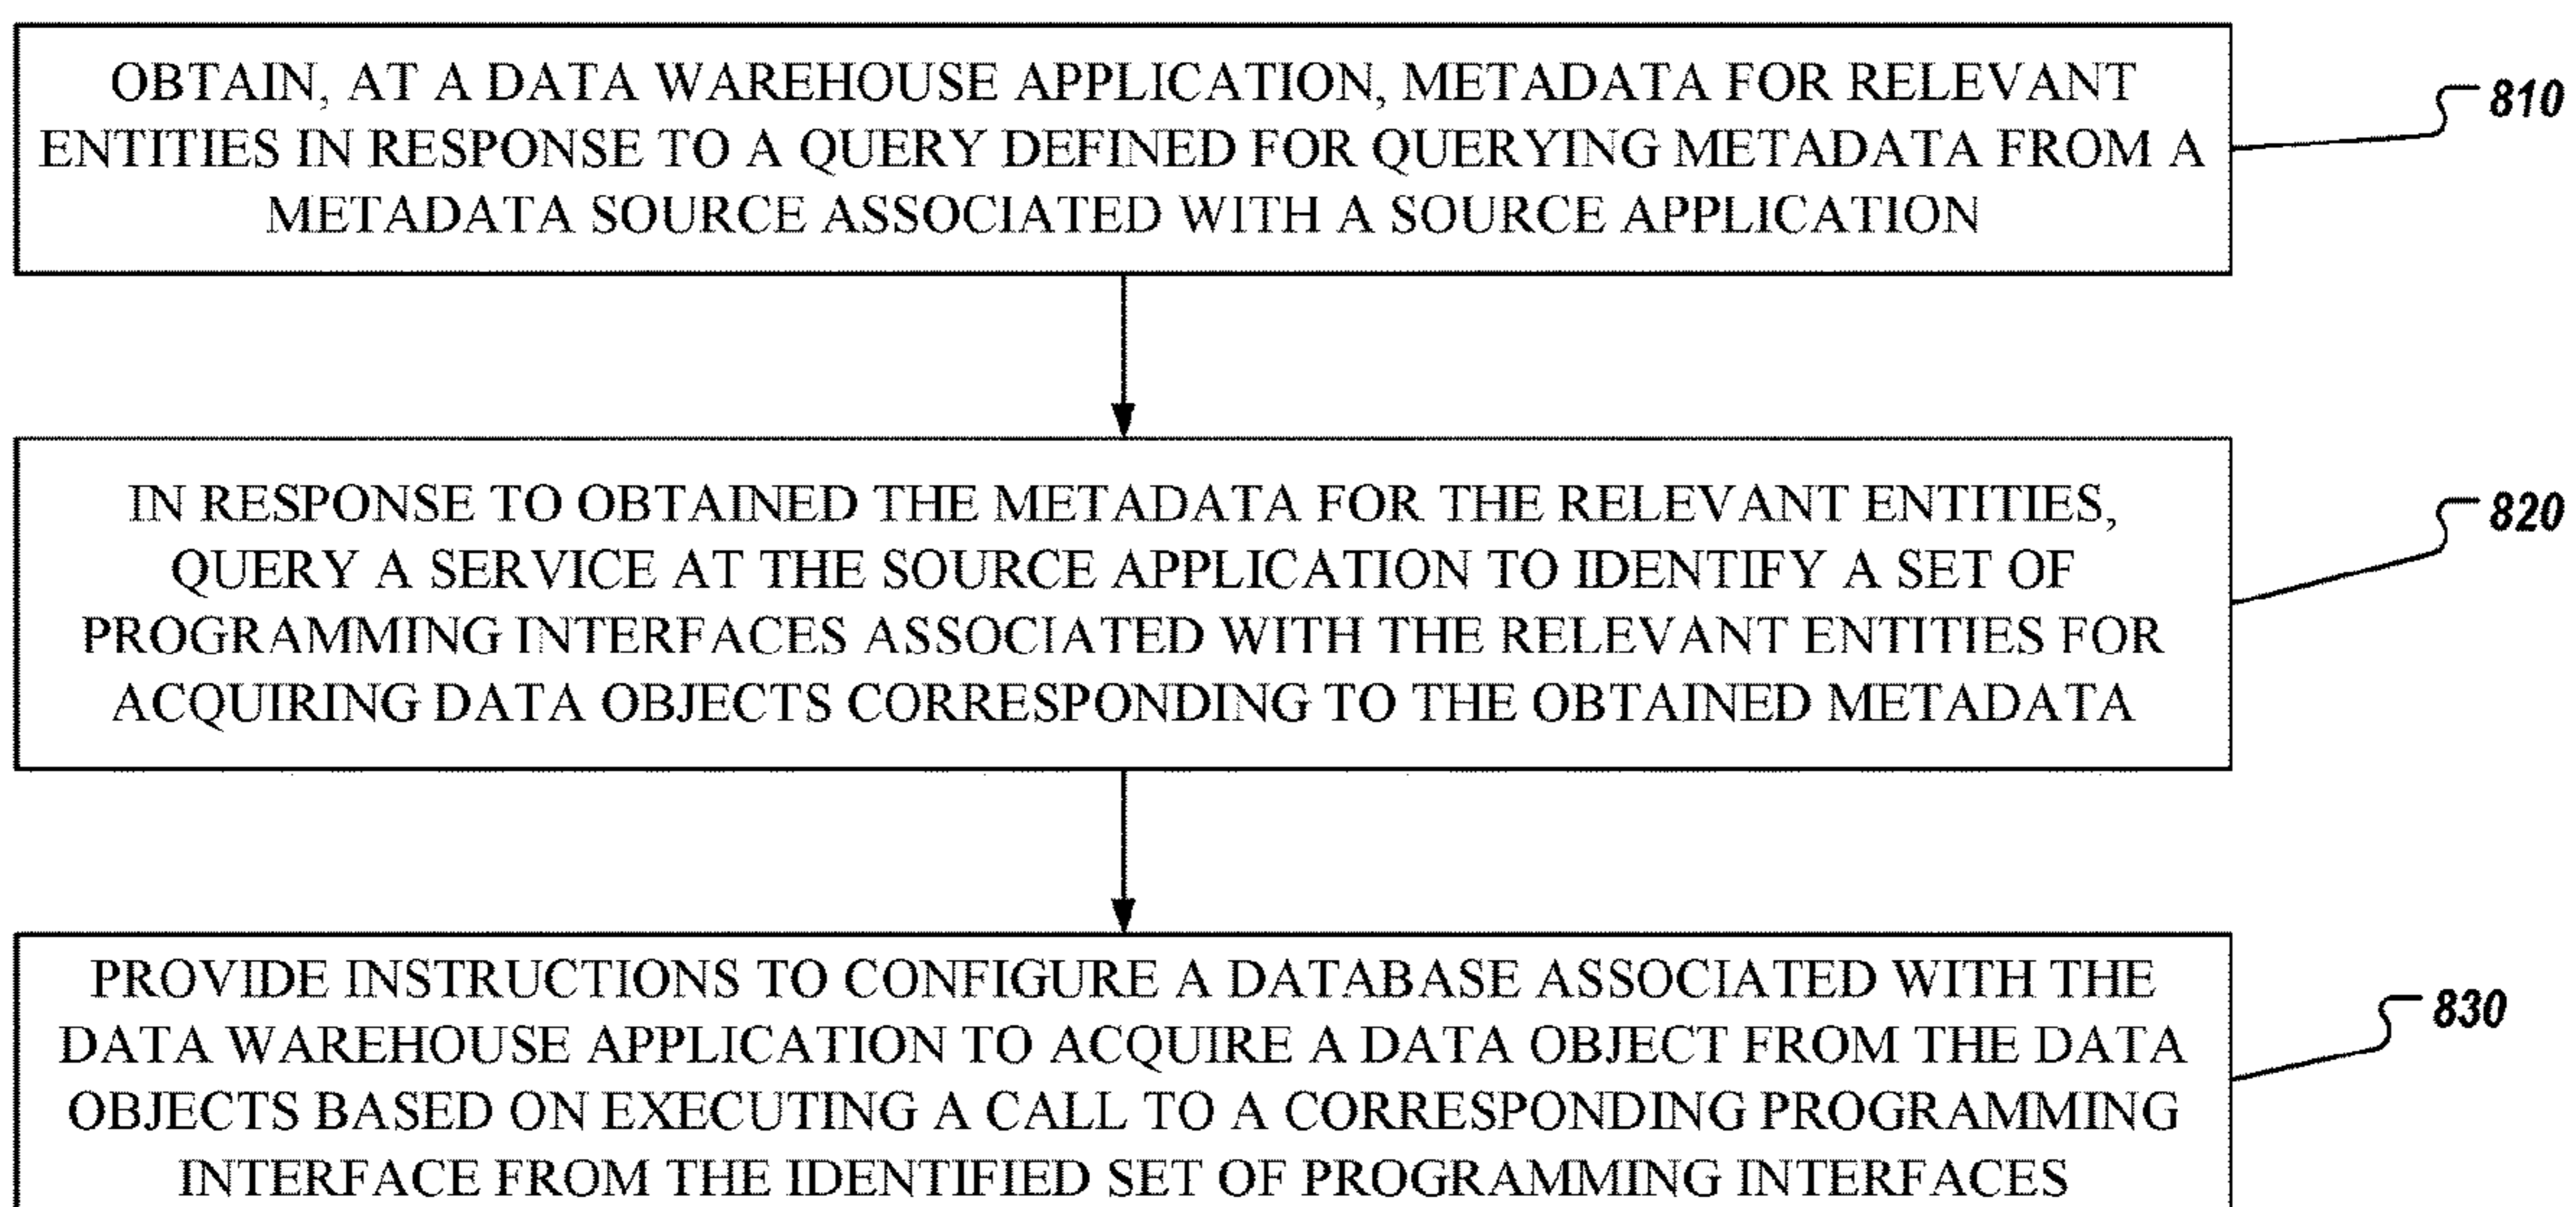 OBTAIN, AT A DATA WAREHOUSE APPLICATION, METADATA FOR RELEVANT
ENTITIES IN RESPONSE TO A QUERY DEFINED FOR QUERYING METADATA FROM A
METADATA SOURCE ASSOCIATED WITH A SOURCE APPLICATION
810
IN RESPONSE TO OBTAINED THE METADATA FOR THE RELEVANT ENTITIES,
QUERY A SERVICE AT THE SOURCE APPLICATION TO IDENTIFY A SET OF
PROGRAMMING INTERFACES ASSOCIATED WITH THE RELEVANT ENTITIES FOR
ACQUIRING DATA OBJECTS CORRESPONDING TO THE OBTAINED METADATA
820
PROVIDE INSTRUCTIONS TO CONFIGURE A DATABASE ASSOCIATED WITH THE
DATA WAREHOUSE APPLICATION TO ACQUIRE A DATA OBJECT FROM THE DATA
OBJECTS BASED ON EXECUTING A CALL TO A CORRESPONDING PROGRAMMING
INTERFACE FROM THE IDENTIFIED SET OF PROGRAMMING INTERFACES
830